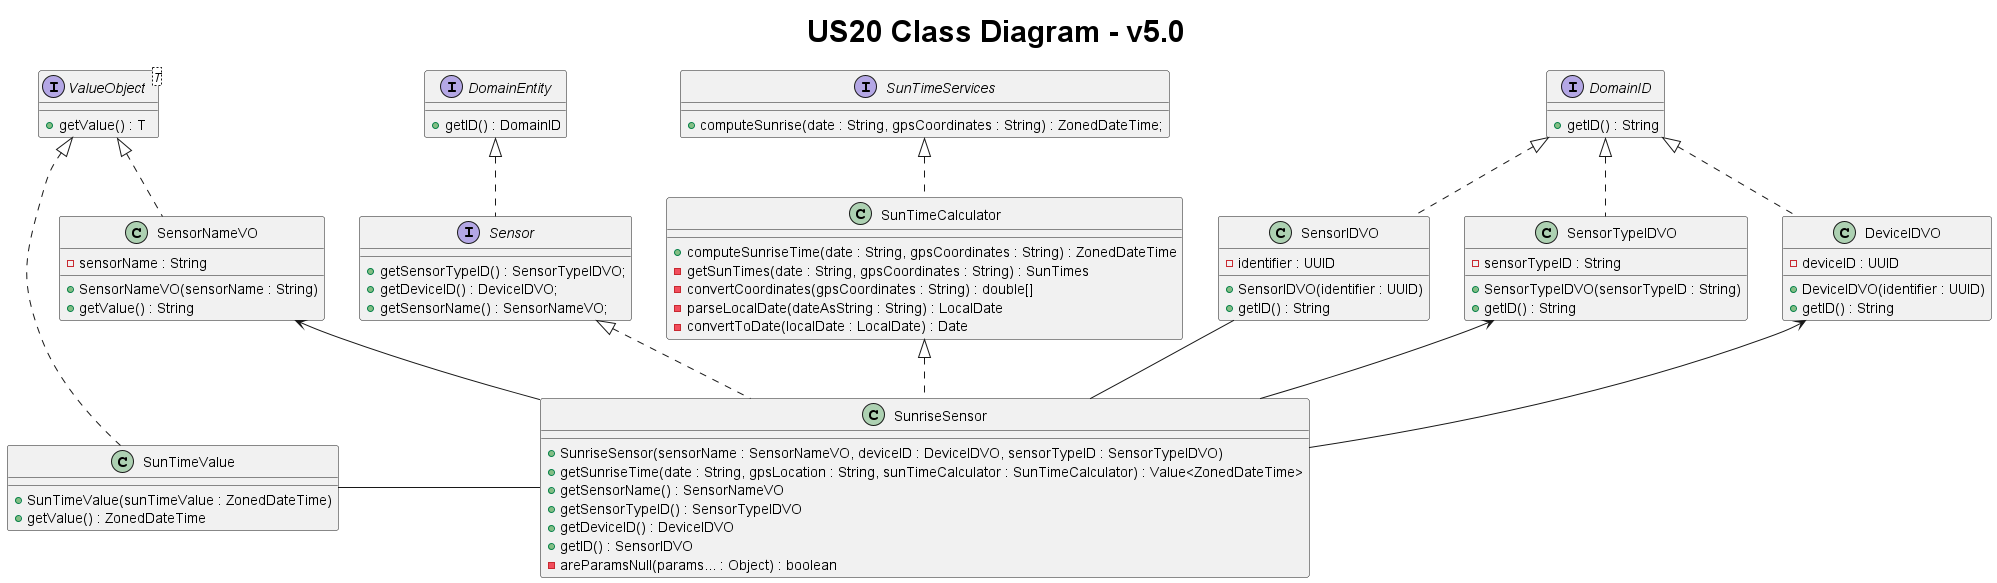 US20 Class Diagram - v5.0
I ValueObject T
getValue() : T
I DomainEntity
getID() : DomainID
I SunTimeServices
computeSunrise(date : String, gpsCoordinates : String) : ZonedDateTime;
I DomainID
getID() : String
C SensorNameVO
sensorName : String
SensorNameVO(sensorName : String)
getValue() : String
I Sensor
getSensorTypeID() : SensorTypeIDVO;
getDeviceID() : DeviceIDVO;
getSensorName() : SensorNameVO;
C SunTimeCalculator
computeSunriseTime(date : String, gpsCoordinates : String) : ZonedDateTime
getSunTimes(date : String, gpsCoordinates : String) : SunTimes
convertCoordinates(gpsCoordinates : String) : double[]
parseLocalDate(dateAsString : String) : LocalDate
convertToDate(localDate : LocalDate) : Date
C SensorIDVO
identifier : UUID
SensorIDVO(identifier : UUID)
getID() : String
C SensorTypeIDVO
sensorTypeID : String
SensorTypeIDVO(sensorTypeID : String)
getID() : String
C DeviceIDVO
deviceID : UUID
DeviceIDVO(identifier : UUID)
getID() : String
C SunTimeValue
SunTimeValue(sunTimeValue : ZonedDateTime)
getValue() : ZonedDateTime
C SunriseSensor
SunriseSensor(sensorName : SensorNameVO, deviceID : DeviceIDVO, sensorTypeID : SensorTypeIDVO)
getSunriseTime(date : String, gpsLocation : String, sunTimeCalculator : SunTimeCalculator) : Value<ZonedDateTime>
getSensorName() : SensorNameVO
getSensorTypeID() : SensorTypeIDVO
getDeviceID() : DeviceIDVO
getID() : SensorIDVO
areParamsNull(params... : Object) : boolean